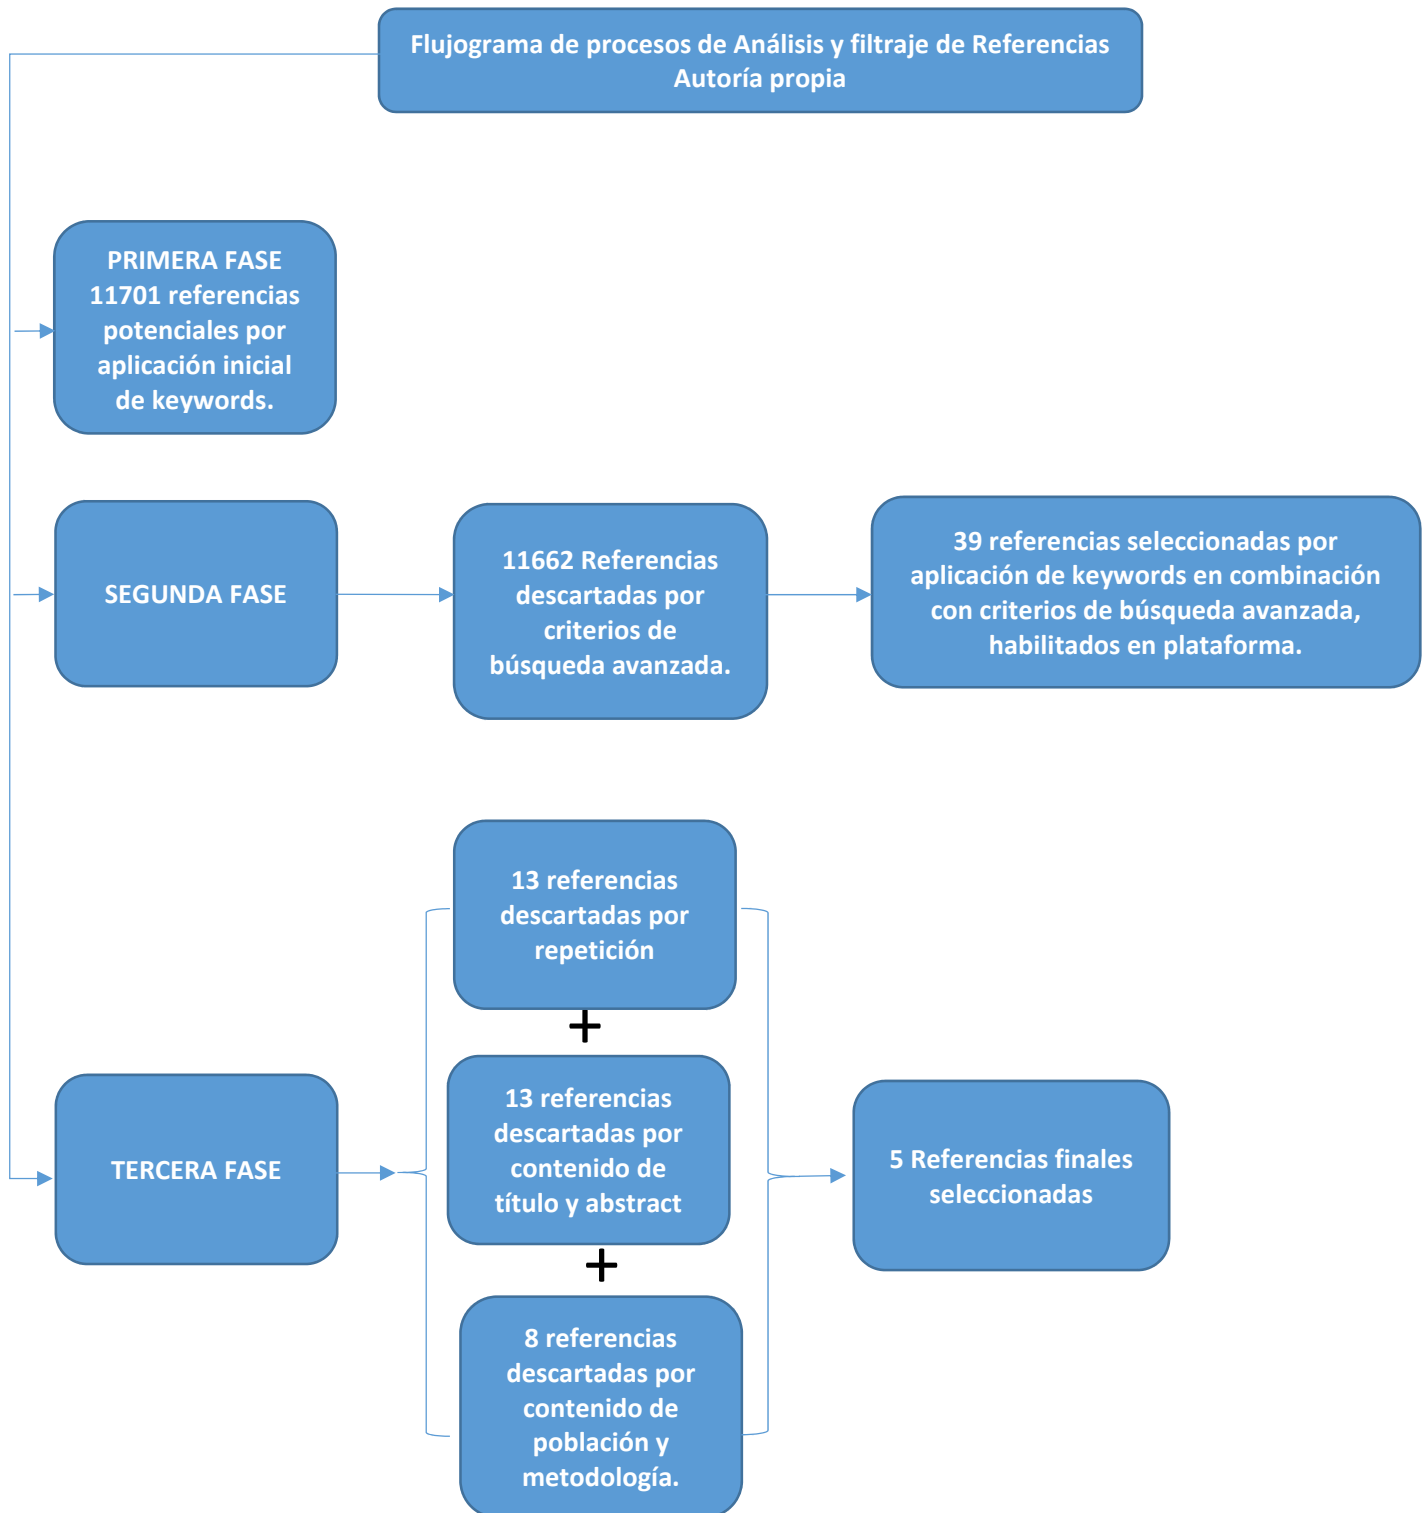 Flujograma de procesos de Análisis y filtraje de Referencias
Autoría propia
PRIMERA FASE
11701 referencias
potenciales por
aplicación inicial
de keywords.
SEGUNDA FASE
11662 Referencias
descartadas por
criterios de
búsqueda avanzada.
39 referencias seleccionadas por
aplicación de keywords en combinación
con criterios de búsqueda avanzada,
habilitados en plataforma.
TERCERA FASE
13 referencias
descartadas por
repetición
+
13 referencias
descartadas por
contenido de
título y abstract
+
8 referencias
descartadas por
contenido de
población y
metodología.
5 Referencias finales
seleccionadas